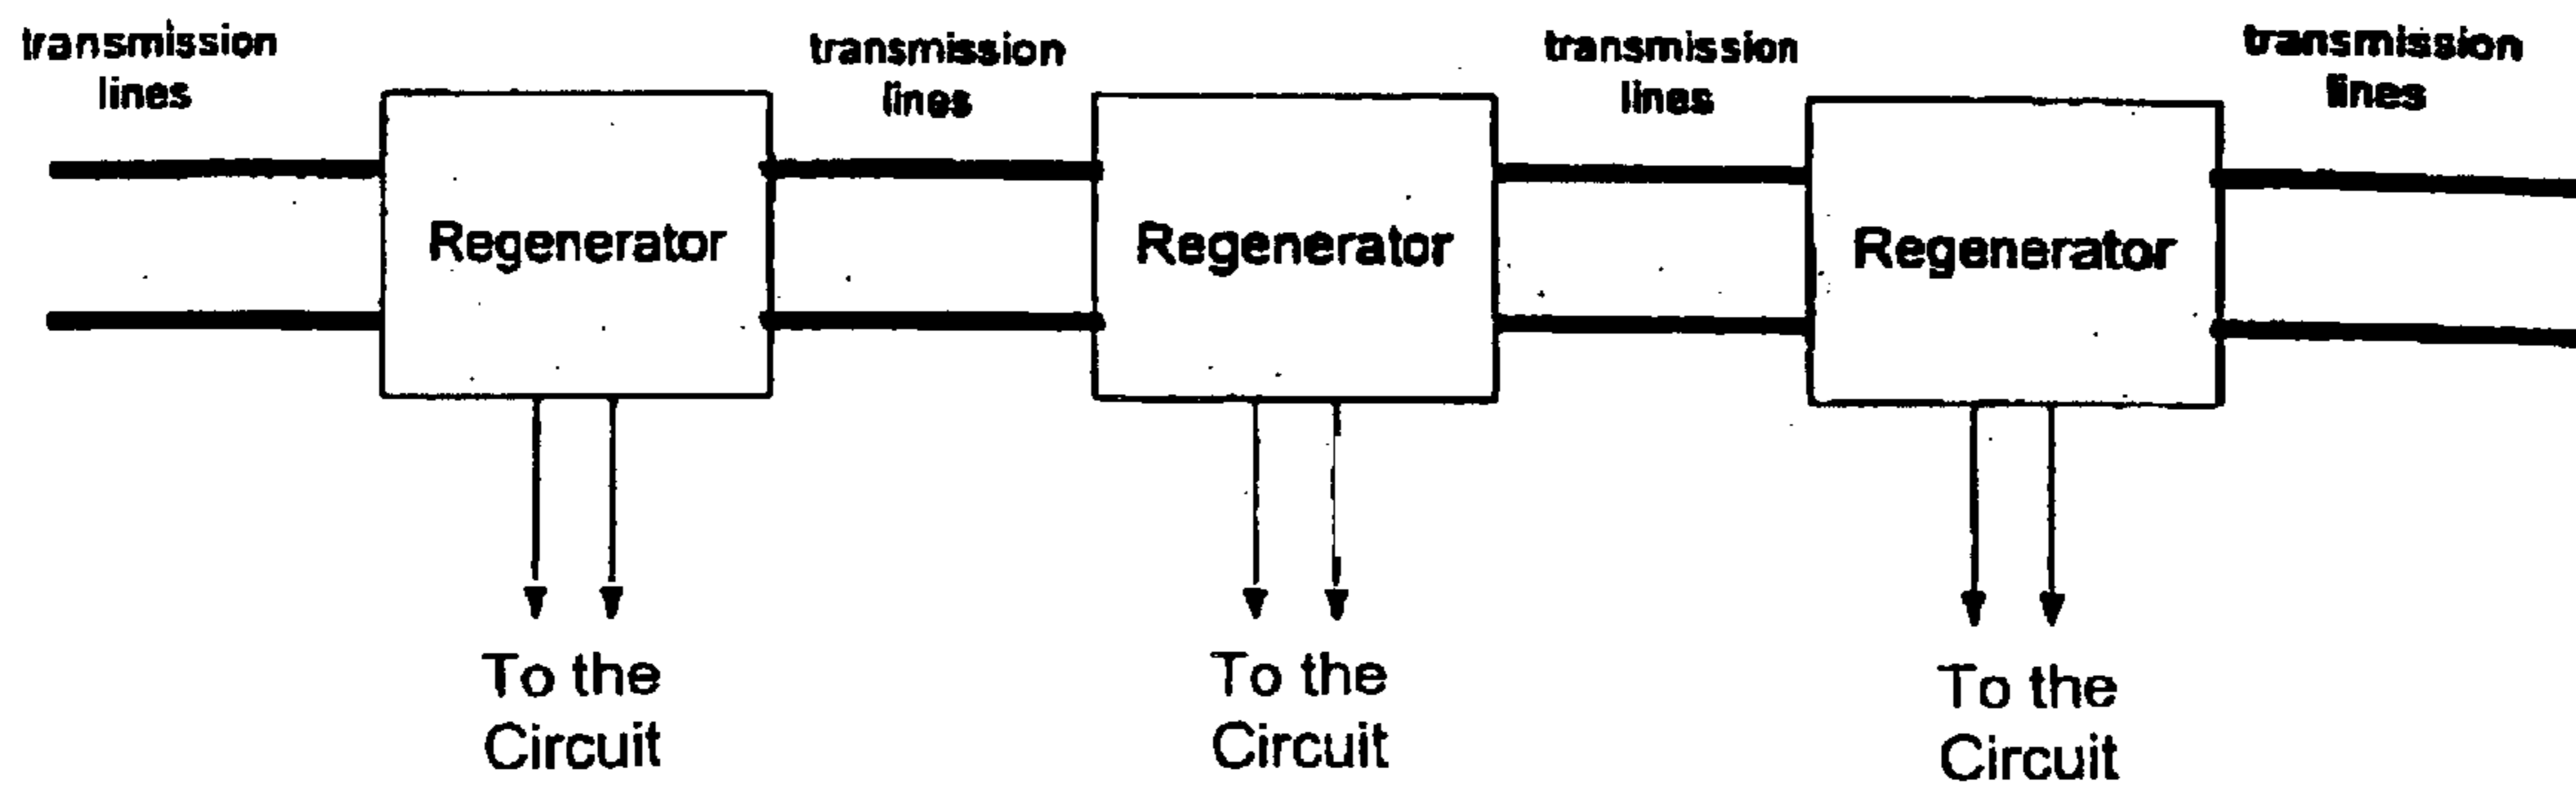 transmission
lines
transmission
lines
transmission
lines
transmission
lines
Regenerator
Regenerator
Regenerator
To the
Circuit
To the
Circuit
To the
Circuit